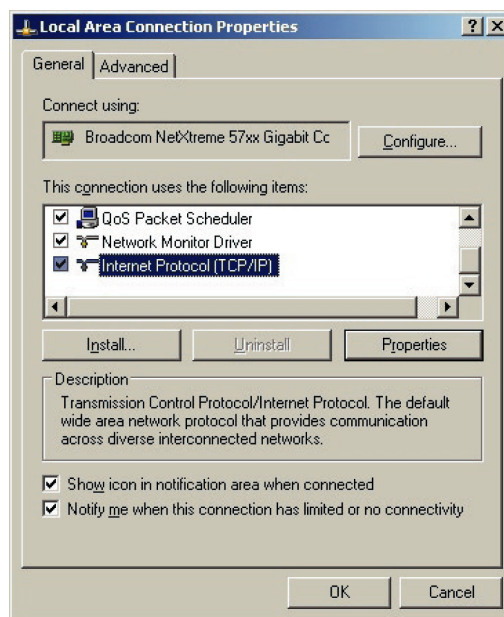 Local Area Connection Properties
General Advanced
Connect using:
Broadcom NetXtreme 57xx Gigabit Cc
Configure...
This connection uses the following items:
QoS Packet Scheduler
Network Monitor Driver
Internet Protocol (TCP/IP)
Install... Uninstall Properties
Description
Transmission Control Protocol/Internet Protocol. The default
wide area network protocol that provides communication
across diverse interconnected networks.
Show icon in notification area when connected
Notify me when this connection has limited or no connectivity
OK Cancel